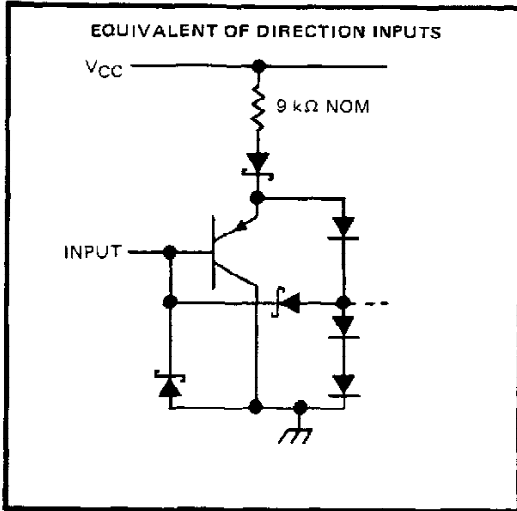 EQUIVALENT OF DIRECTION INPUTS
VCC
9 kΩ NOM
INPUT